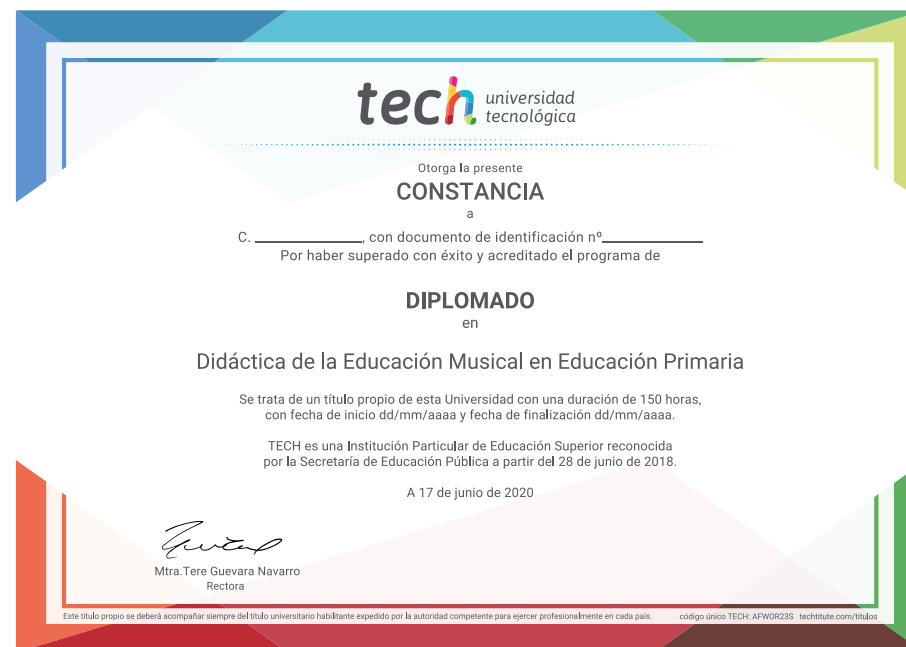 tech universidad
tecnológica
Otorga la presente
CONSTANCIA
a
C. ______________, con documento de identificación nº_____________
Por haber superado con éxito y acreditado el programa de
DIPLOMADO
en
Didáctica de la Educación Musical en Educación Primaria
Se trata de un título propio de esta Universidad con una duración de 150 horas,
con fecha de inicio dd/mm/aaaa y fecha de finalización dd/mm/aaaa.
TECH es una Institución Particular de Educación Superior reconocida
por la Secretaría de Educación Pública a partir del 28 de junio de 2018.
A 17 de junio de 2020
Mtra.Tere Guevara Navarro
Rectora
Este título propio se deberá acompañar siempre del título universitario habilitante expedido por la autoridad competente para ejercer profesionalmente en cada país. código único TECH: AFWOR23S techtitute.com/titulos